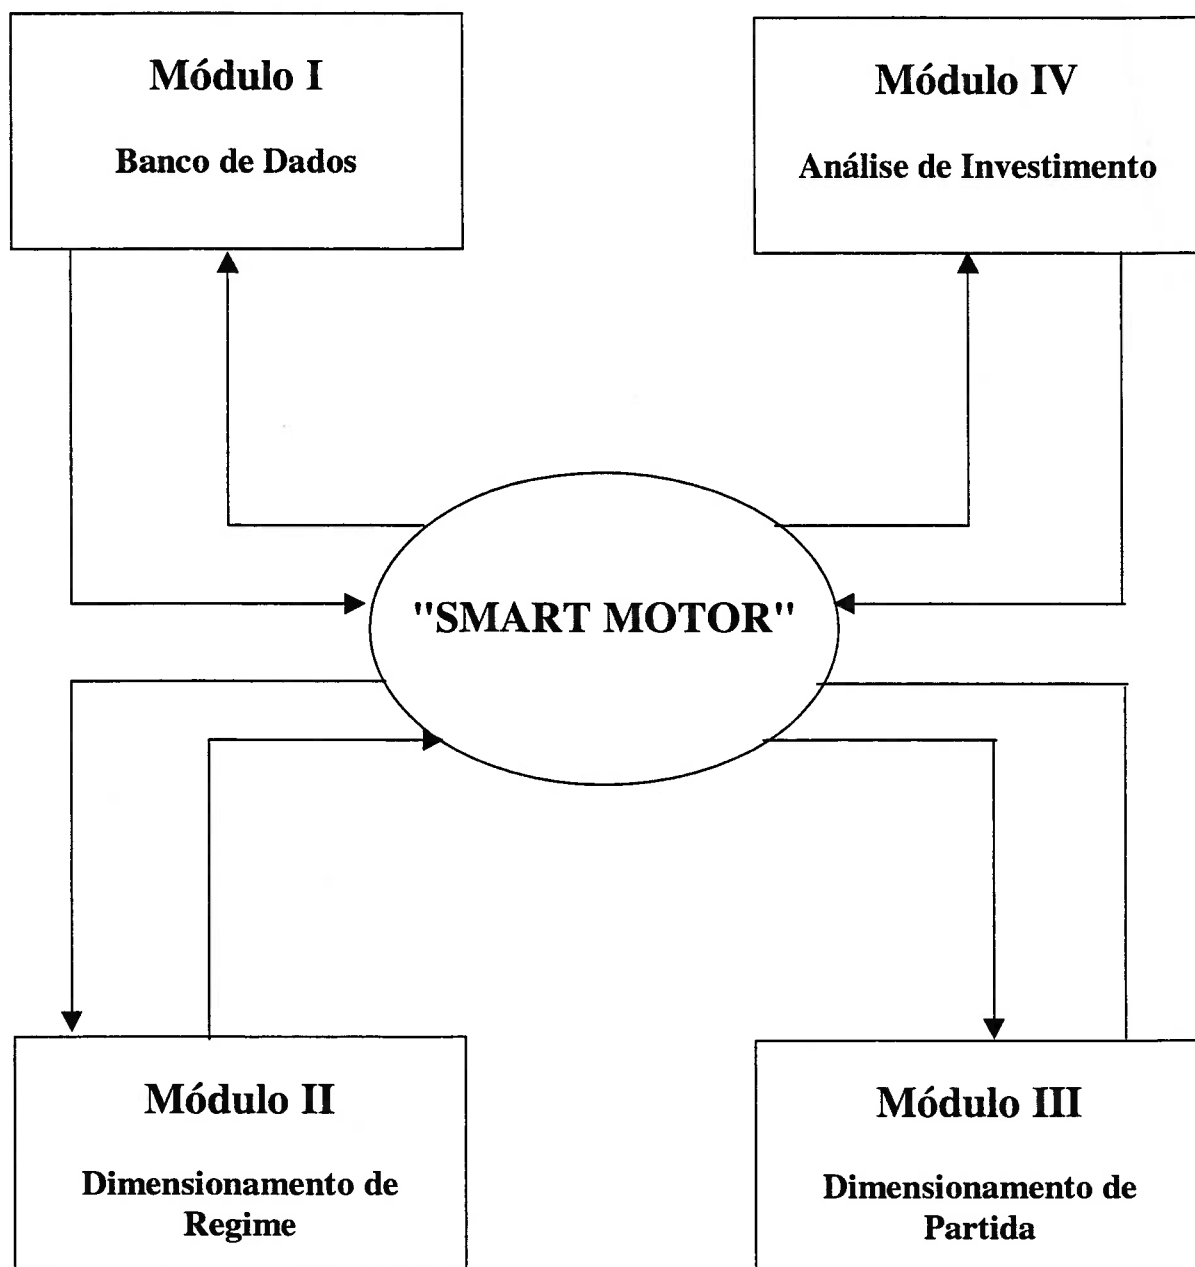 Módulo I
Banco de Dados
Módulo IV
Análise de Investimento
"SMART MOTOR"
Módulo II
Dimensionamento de
Regime
Módulo III
Dimensionamento de
Partida